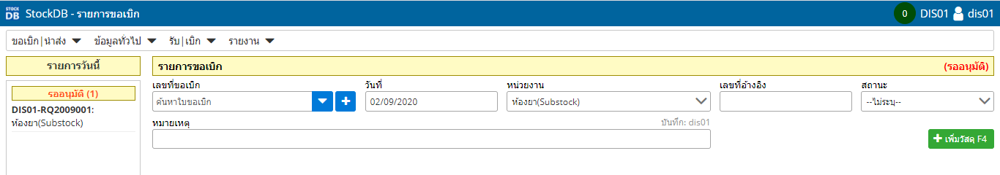 STOCK DB StockDB - รายการขอเบิก 0 DIS01 dis01
ขอเบิก|นำส่ง ข้อมูลทั่วไป รับ|เบิก รายงาน
รายการวันนี้
รออนุมัติ (1)
DIS01-RQ2009001:
ห้องยา(Substock)
รายการขอเบิก (รออนุมัติ)
เลขที่ขอเบิก วันที่ หน่วยงาน เลขที่อ้างอิง สถานะ
ค้นหาใบขอเบิก 02/09/2020 ห้องยา(Substock) --ไม่ระบุ--
หมายเหตุ บันทึก: dis01
เพิ่มวัสดุ F4